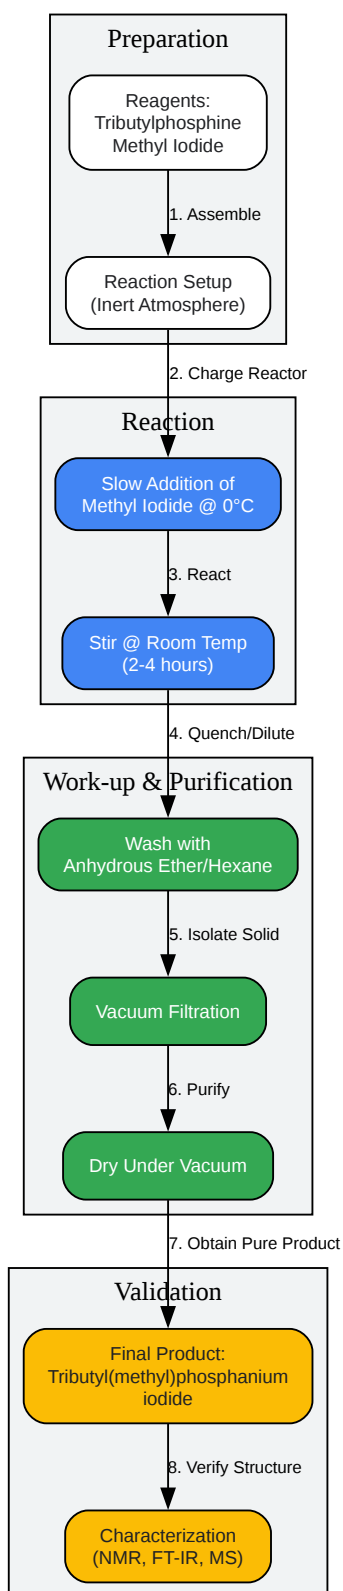 Preparation
Reagents:
Tributylphosphine
Methyl Iodide
1. Assemble
Reaction Setup
(Inert Atmosphere)
2. Charge Reactor
Reaction
Slow Addition of
Methyl Iodide @ 0°C
3. React
Stir @ Room Temp
(2-4 hours)
4. Quench/Dilute
Work-up & Purification
Wash with
Anhydrous Ether/Hexane
5. Isolate Solid
Vacuum Filtration
6. Purify
Dry Under Vacuum
7. Obtain Pure Product
Validation
Final Product:
Tributyl(methyl)phosphanium
iodide
8. Verify Structure
Characterization
(NMR, FT-IR, MS)